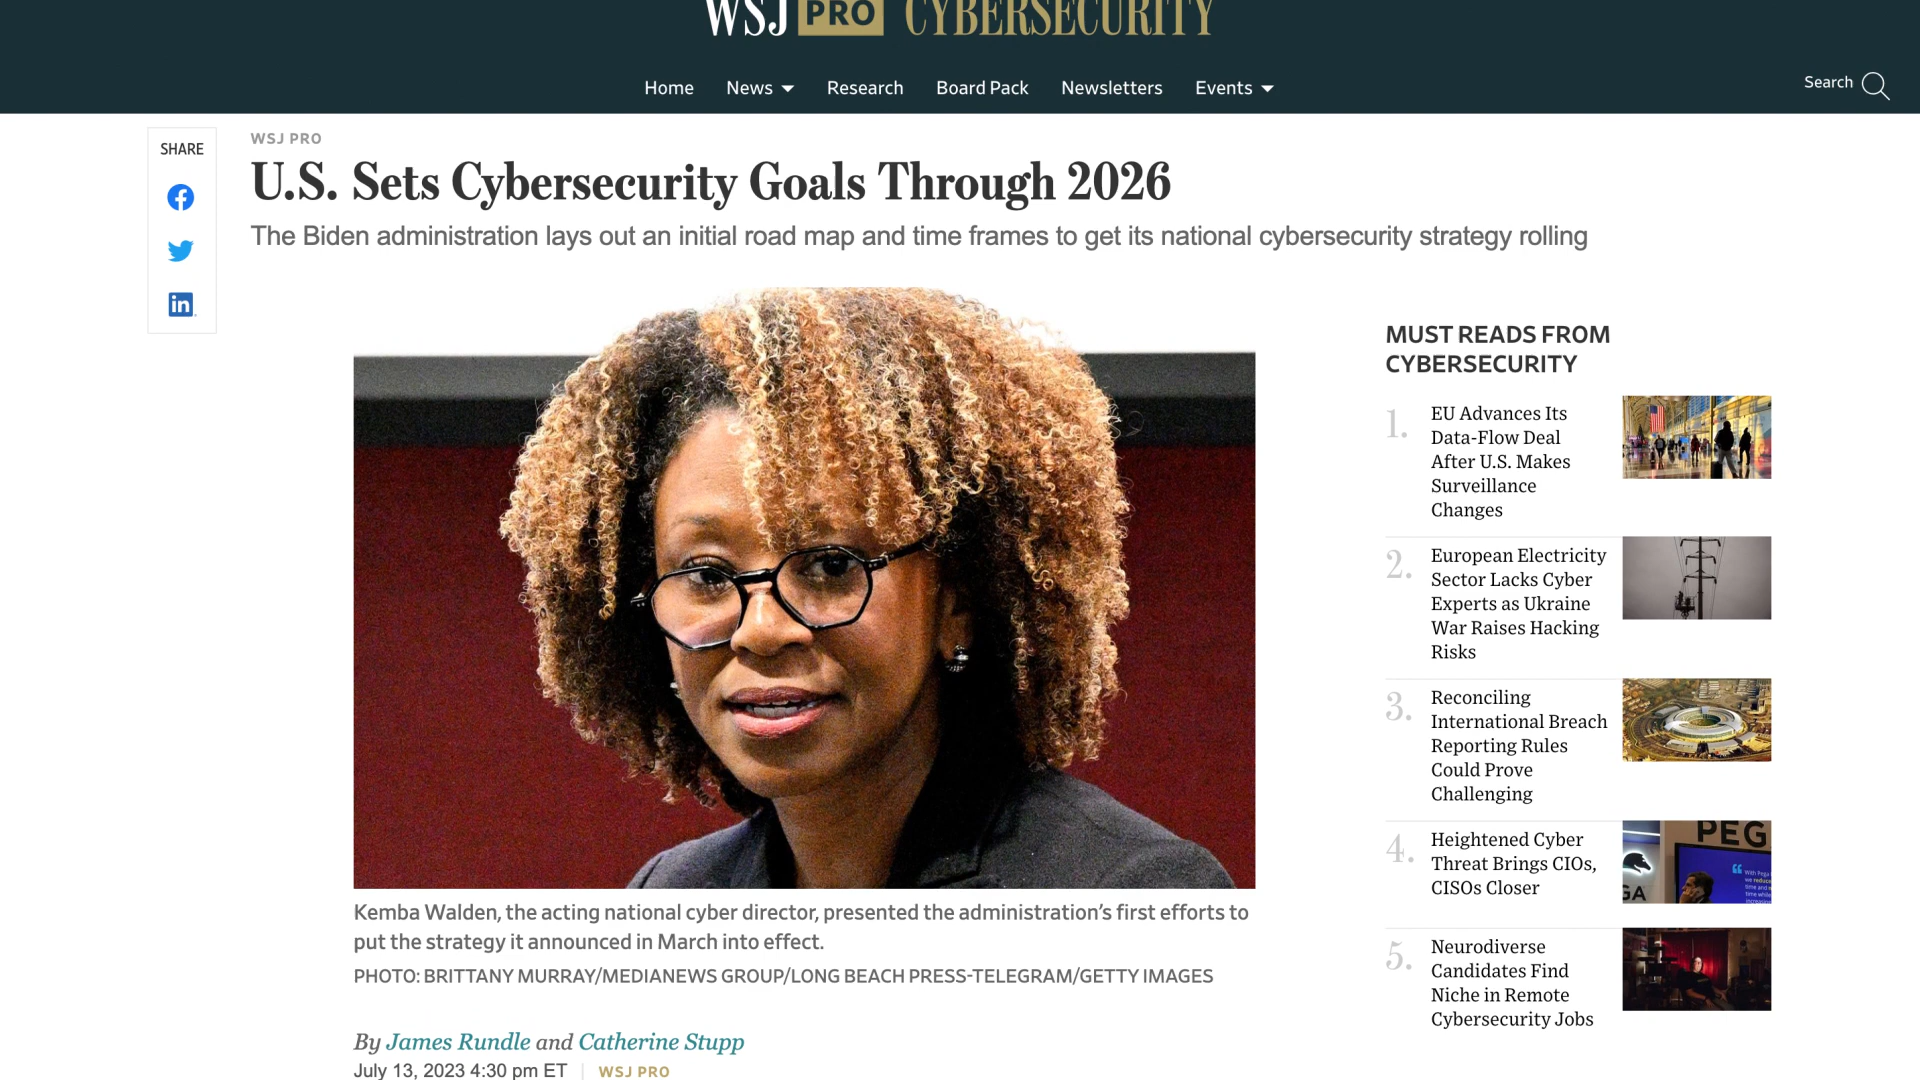 WSJ PRO CYBERSECURITY
Home News Research Board Pack Newsletters Events
Search
SHARE
WSJ PRO
U.S. Sets Cybersecurity Goals Through 2026
The Biden administration lays out an initial road map and time frames to get its national cybersecurity strategy rolling
in
Kemba Walden, the acting national cyber director, presented the administration’s first efforts to
put the strategy it announced in March into effect.
PHOTO: BRITTANY MURRAY/MEDIANEWS GROUP/LONG BEACH PRESS-TELEGRAM/GETTY IMAGES
By James Rundle and Catherine Stupp
July 13, 2023 4:30 pm ET | WSJ PRO
MUST READS FROM
CYBERSECURITY
1. EU Advances Its
Data-Flow Deal
After U.S. Makes
Surveillance
Changes
2. European Electricity
Sector Lacks Cyber
Experts as Ukraine
War Raises Hacking
Risks
3. Reconciling
International Breach
Reporting Rules
Could Prove
Challenging
4. Heightened Cyber
Threat Brings CIOs,
CISOs Closer
PEG
GA
5. Neurodiverse
Candidates Find
Niche in Remote
Cybersecurity Jobs